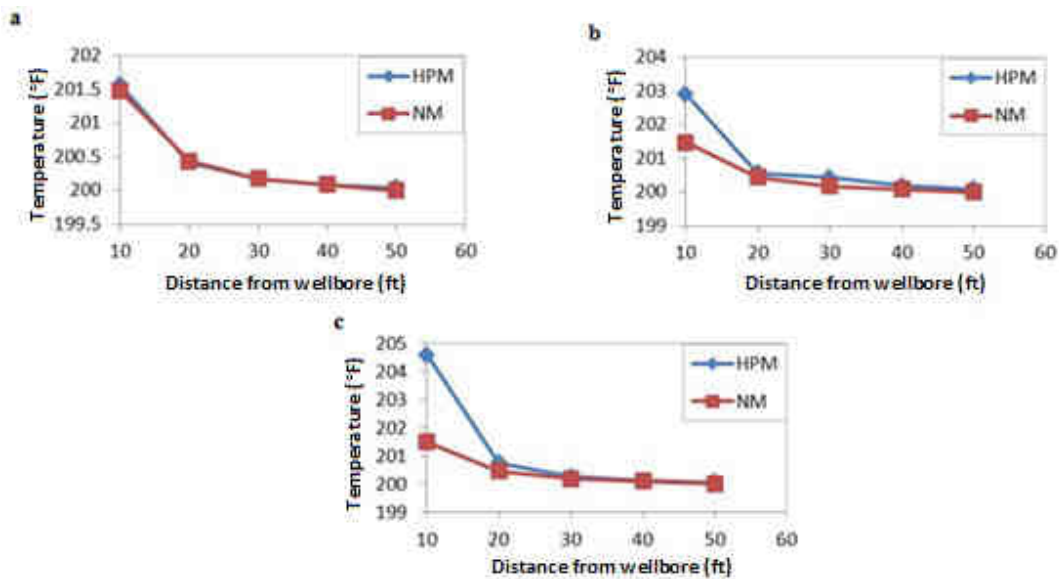 a
202
201.5
201
200.5
200
199.5
Temperature (°F)
10 20 30 40 50 60
Distance from wellbore (ft)
HPM
NM
b
204
203
202
201
200
199
Temperature (°F)
10 20 30 40 50 60
Distance from wellbore (ft)
HPM
NM
c
205
204
203
202
201
200
199
Temperature (°F)
10 20 30 40 50 60
Distance from wellbore (ft)
HPM
NM